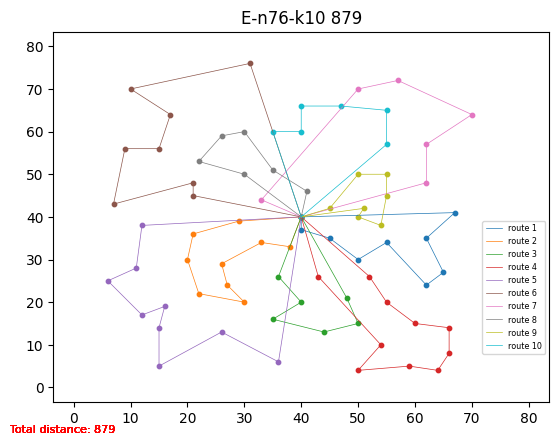 E-n76-k10 879
80
70
60
50
40
30
20
10
0
route 1
route 2
route 3
route 4
route 5
route 6
route 7
route 8
route 9
route 10
0 10 20 30 40 50 60 70 80
Total distance: 879